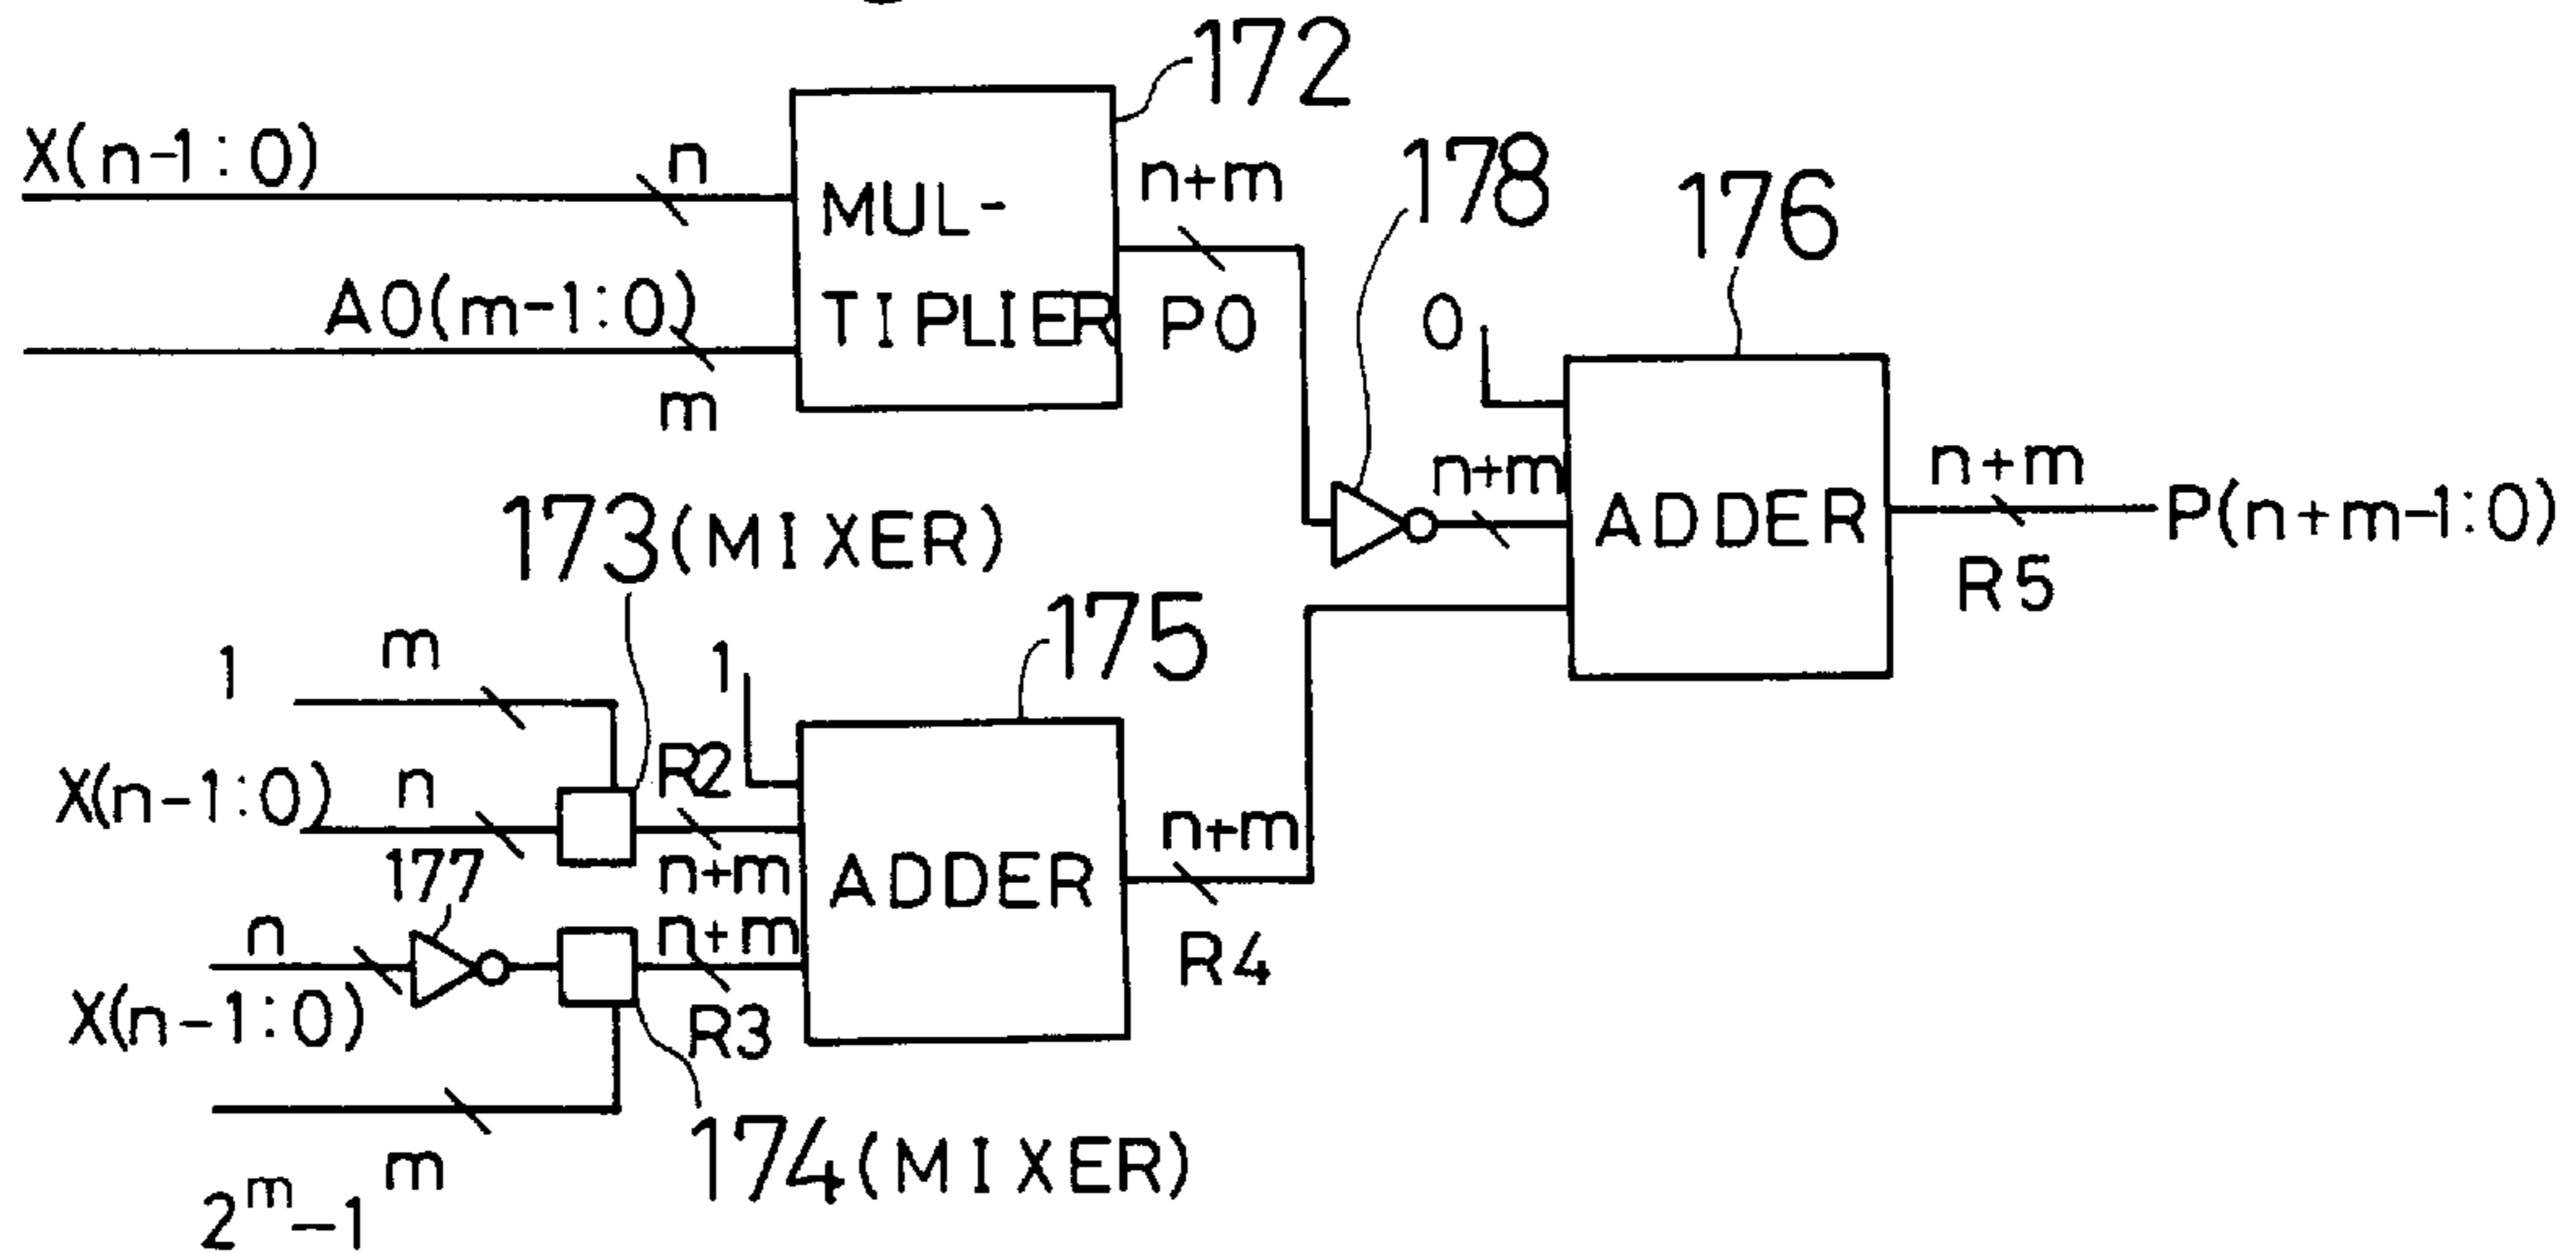 172
X(n-1:0)
n
MUL-
TIPLIER
n+m
P0
A0(m-1:0)
m
178
176
0
n+m
ADDER
n+m
R5
P(n+m-1:0)
173(MIXER)
1
m
1
175
X(n-1:0)
n
R2
n+m
ADDER
n+m
R4
177
n
X(n-1:0)
n+m
R3
2^m-1
m
174(MIXER)